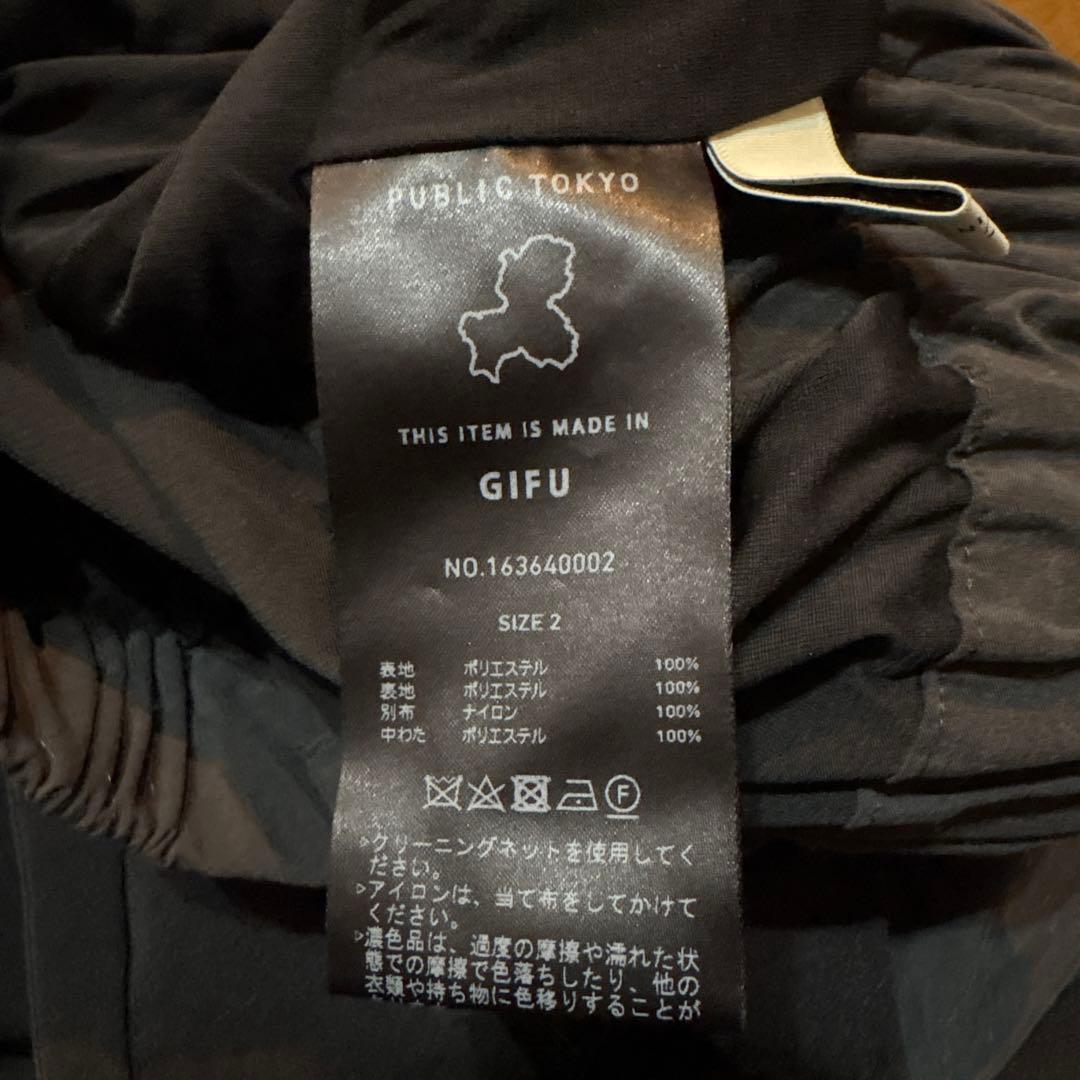 PUBLIC TOKYO
THIS ITEM IS MADE IN
GIFU
NO.163640002
SIZE 2
表地 ポリエステル 100%
裏地 ポリエステル 100%
別布 ナイロン 100%
中わた ポリエステル 100%
F
▹クリーニングネットを使用してく
ださい。
▹アイロンは、当て布をしてかけて
ください。
▹濃色品は、過度の摩擦や濡れた状
態での摩擦で色落ちしたり、他の
衣類や持ち物に色移りすることが